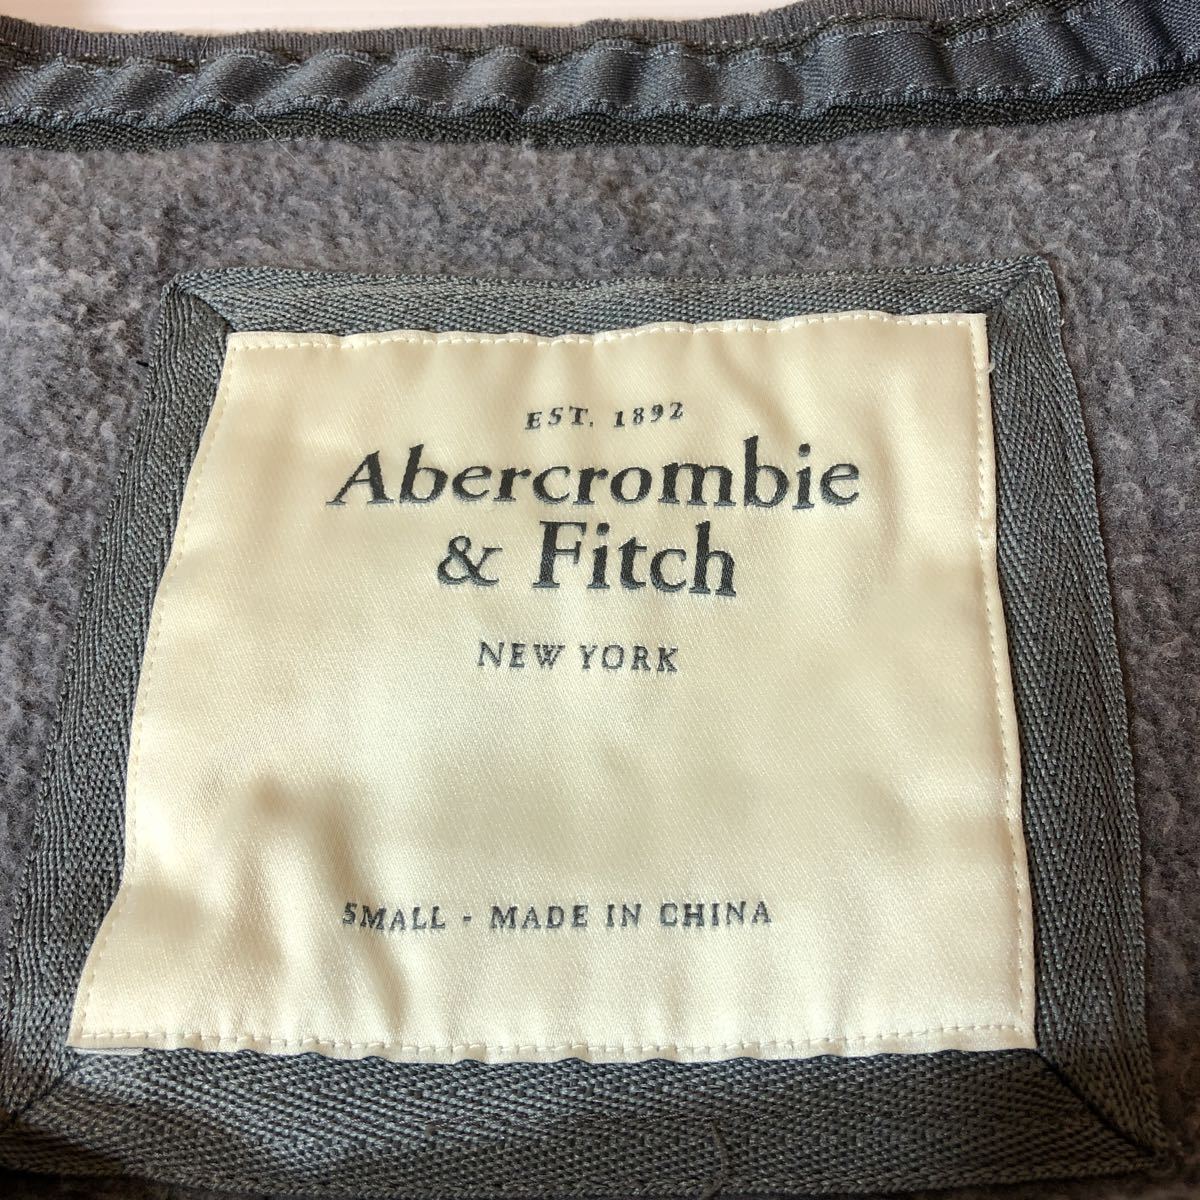 EST. 1892
Abercrombie
& Fitch
NEW YORK
SMALL - MADE IN CHINA